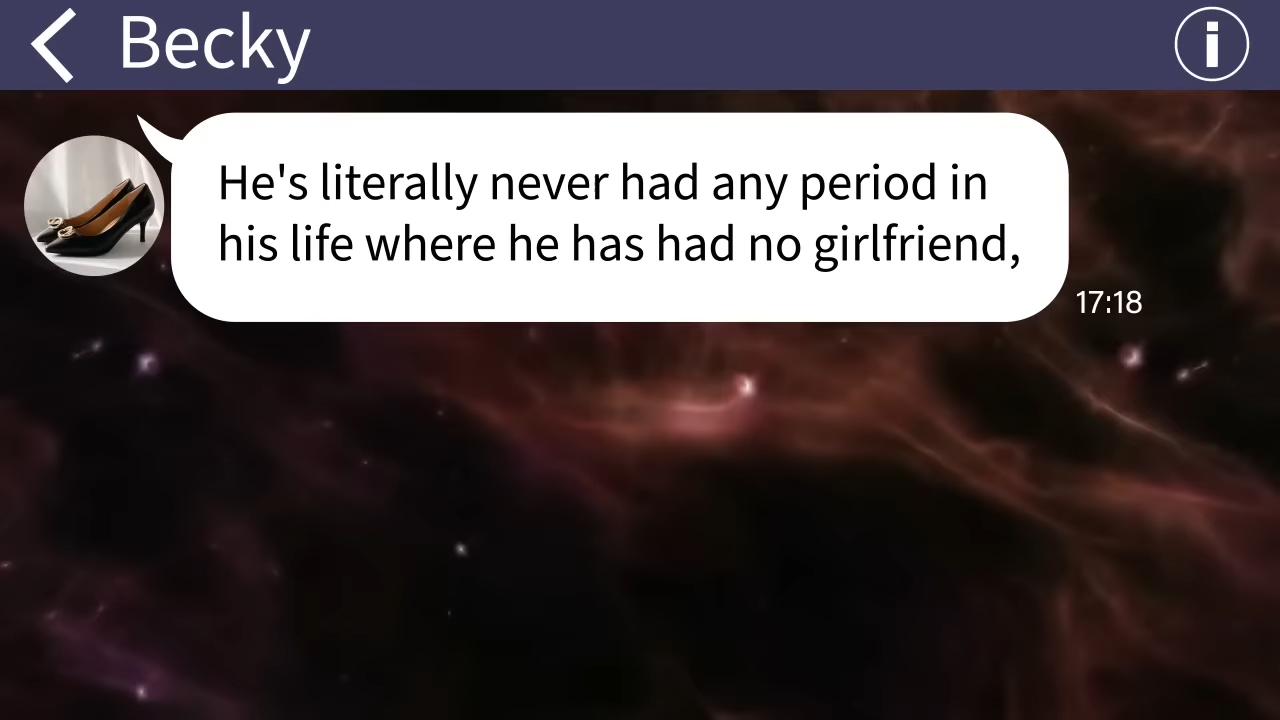 Becky
He's literally never had any period in
his life where he has had no girlfriend,
17:18